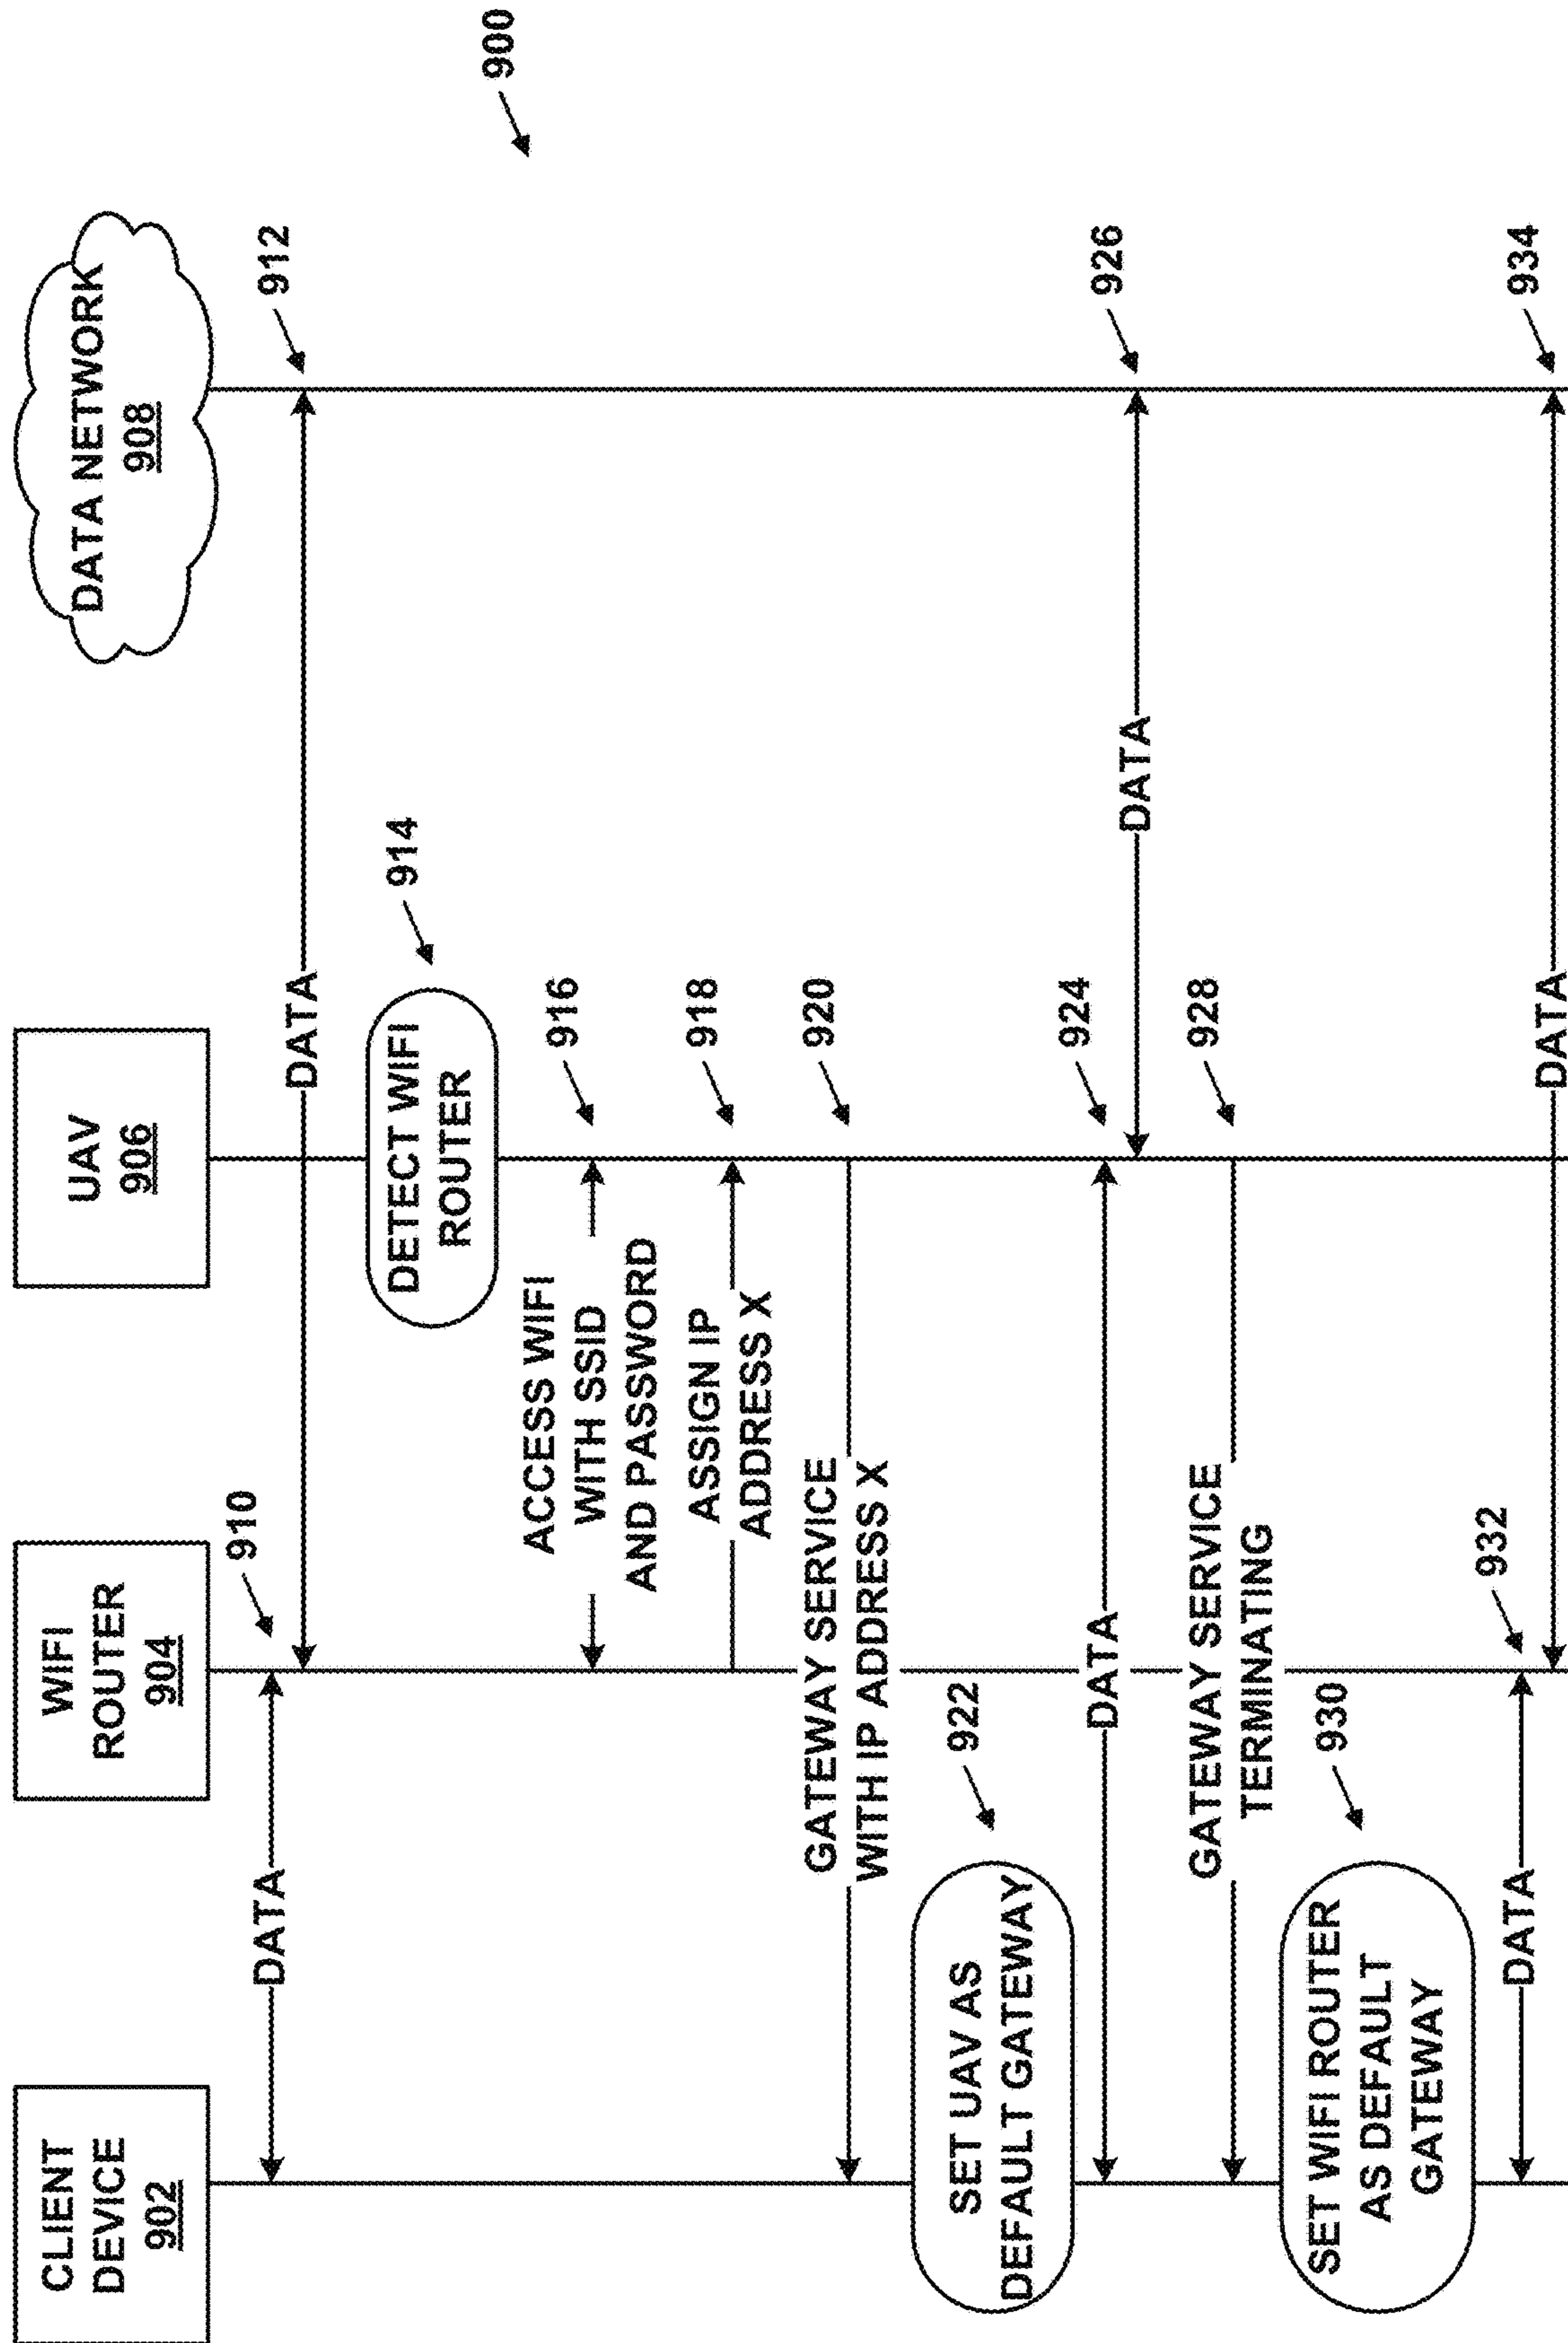 CLIENT
DEVICE
902
WIFI
ROUTER
904
UAV
906
DATA NETWORK
908
900
910
DATA
912
DATA
DETECT WIFI
ROUTER
914
ACCESS WIFI
WITH SSID
AND PASSWORD
916
ASSIGN IP
ADDRESS X
918
GATEWAY SERVICE
WITH IP ADDRESS X
920
SET UAV AS
DEFAULT GATEWAY
922
DATA
924
DATA
926
GATEWAY SERVICE
TERMINATING
928
SET WIFI ROUTER
AS DEFAULT
GATEWAY
930
DATA
932
DATA
934